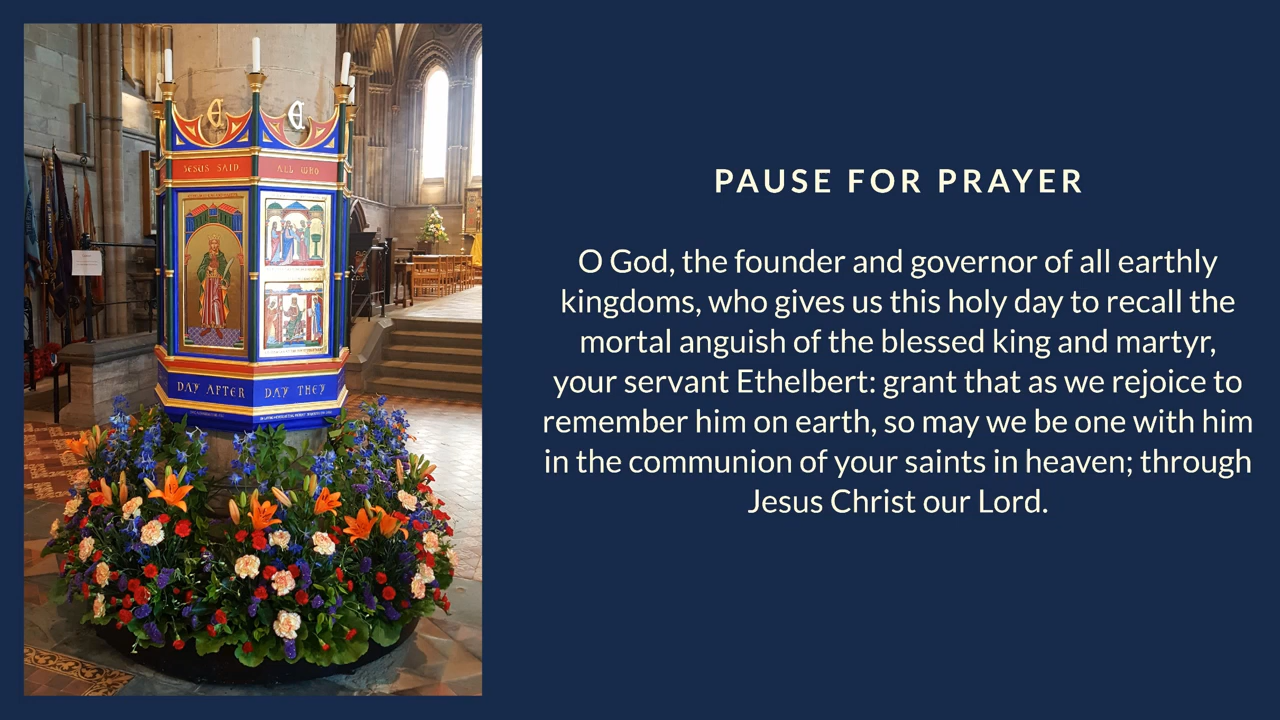 JESUS SAID
ALL WHO
DAY AFTER
DAY THEY
PAUSE FOR PRAYER
O God, the founder and governor of all earthly
kingdoms, who gives us this holy day to recall the
mortal anguish of the blessed king and martyr,
your servant Ethelbert: grant that as we rejoice to
remember him on earth, so may we be one with him
in the communion of your saints in heaven; through
Jesus Christ our Lord.